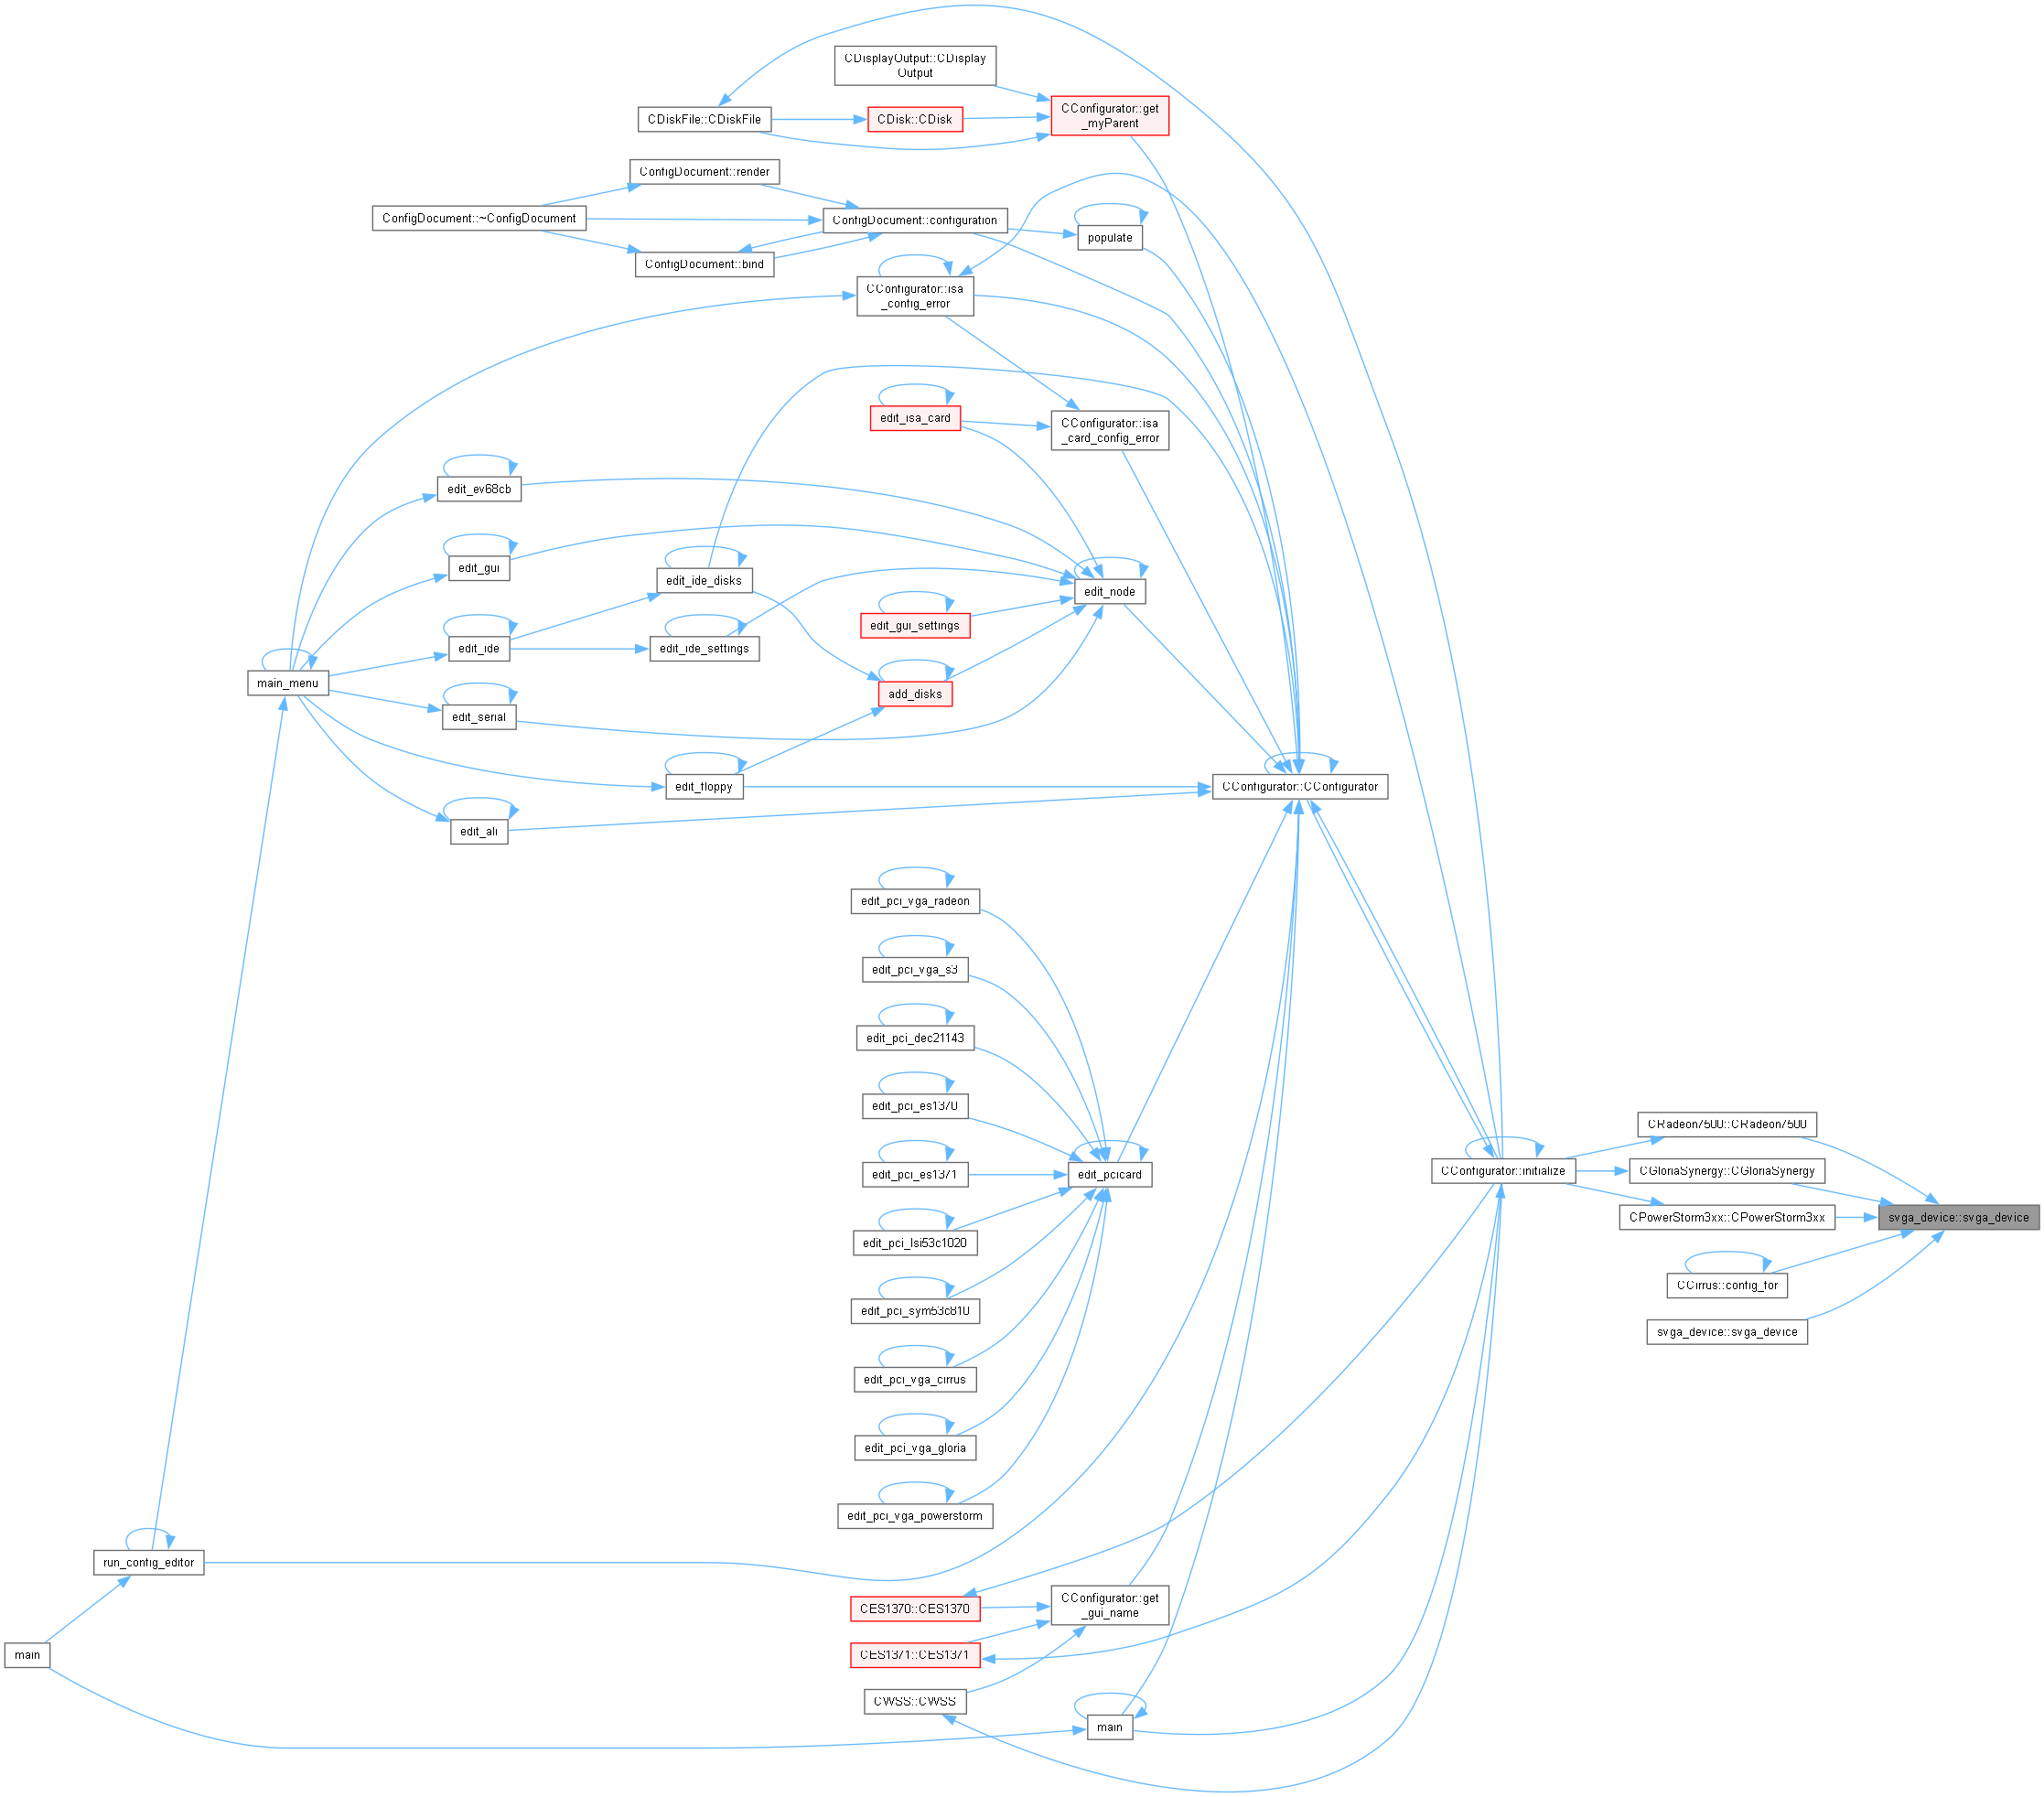 CDisplayOutput::CDisplay
Output
CConfigurator::get
_myParent
CDiskFile::CDiskFile
CDisk::CDisk
ConfigDocument::render
ConfigDocument::~ConfigDocument
ConfigDocument::configuration
populate
ConfigDocument::bind
CConfigurator::isa
_config_error
edit_isa_card
CConfigurator::isa
_card_config_error
edit_ev68cb
edit_gui
edit_ide_disks
edit_node
edit_gui_settings
edit_ide
edit_ide_settings
main_menu
add_disks
edit_serial
edit_floppy
CConfigurator::CConfigurator
edit_ali
edit_pci_vga_radeon
edit_pci_vga_s3
edit_pci_dec21143
edit_pci_es1370
edit_pci_es1371
edit_pcicard
edit_pci_lsi53c1020
edit_pci_sym53c810
edit_pci_vga_cirrus
edit_pci_vga_gloria
edit_pci_vga_powerstorm
CRadeon7500::CRadeon7500
CConfigurator::initialize
CGloriaSynergy::CGloriaSynergy
CPowerStorm3xx::CPowerStorm3xx
svga_device::svga_device
CCirrus::config_for
svga_device::svga_device
run_config_editor
CES1370::CES1370
CConfigurator::get
_gui_name
main
CES1371::CES1371
CWSS::CWSS
main